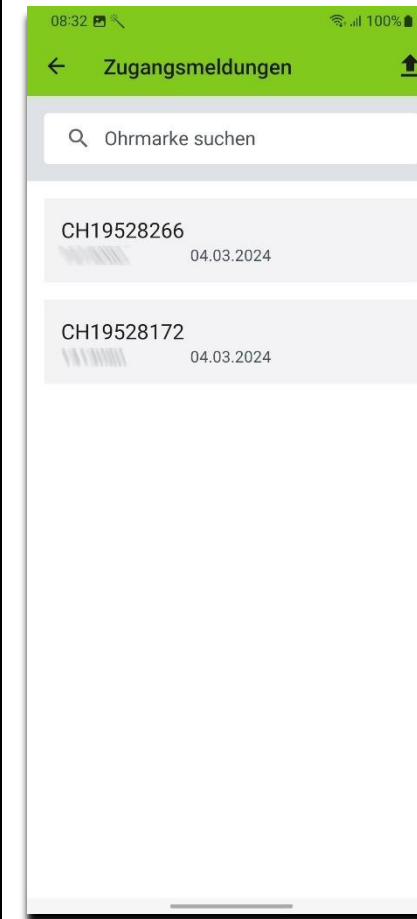 08:32 100%
Zugangsmeldungen
Ohrmarke suchen
CH19528266
04.03.2024
CH19528172
04.03.2024